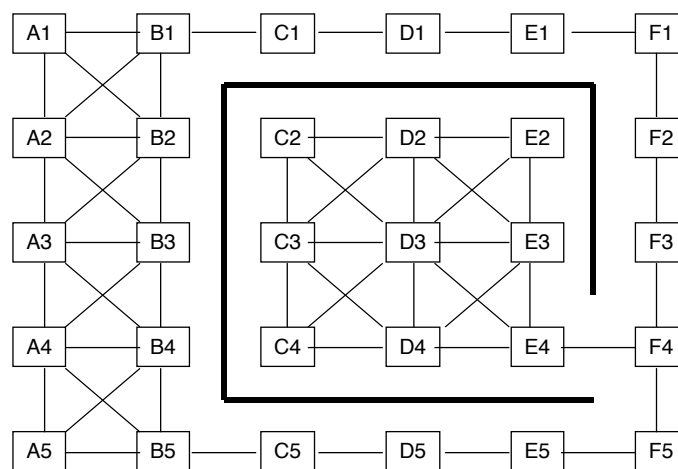 A1 B1 C1 D1 E1 F1
A2 B2 C2 D2 E2 F2
A3 B3 C3 D3 E3 F3
A4 B4 C4 D4 E4 F4
A5 B5 C5 D5 E5 F5